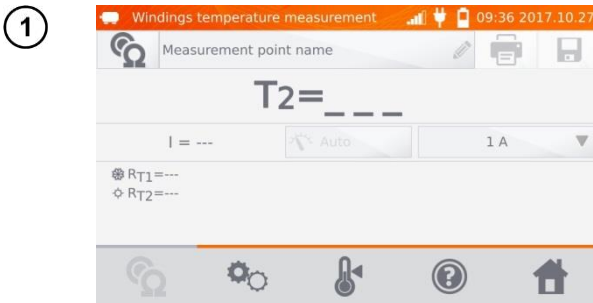 1
Windings temperature measurement 09:36 2017.10.27
Measurement point name
T2=_ _ _
I = --- Auto 1 A
RT1=---
RT2=---